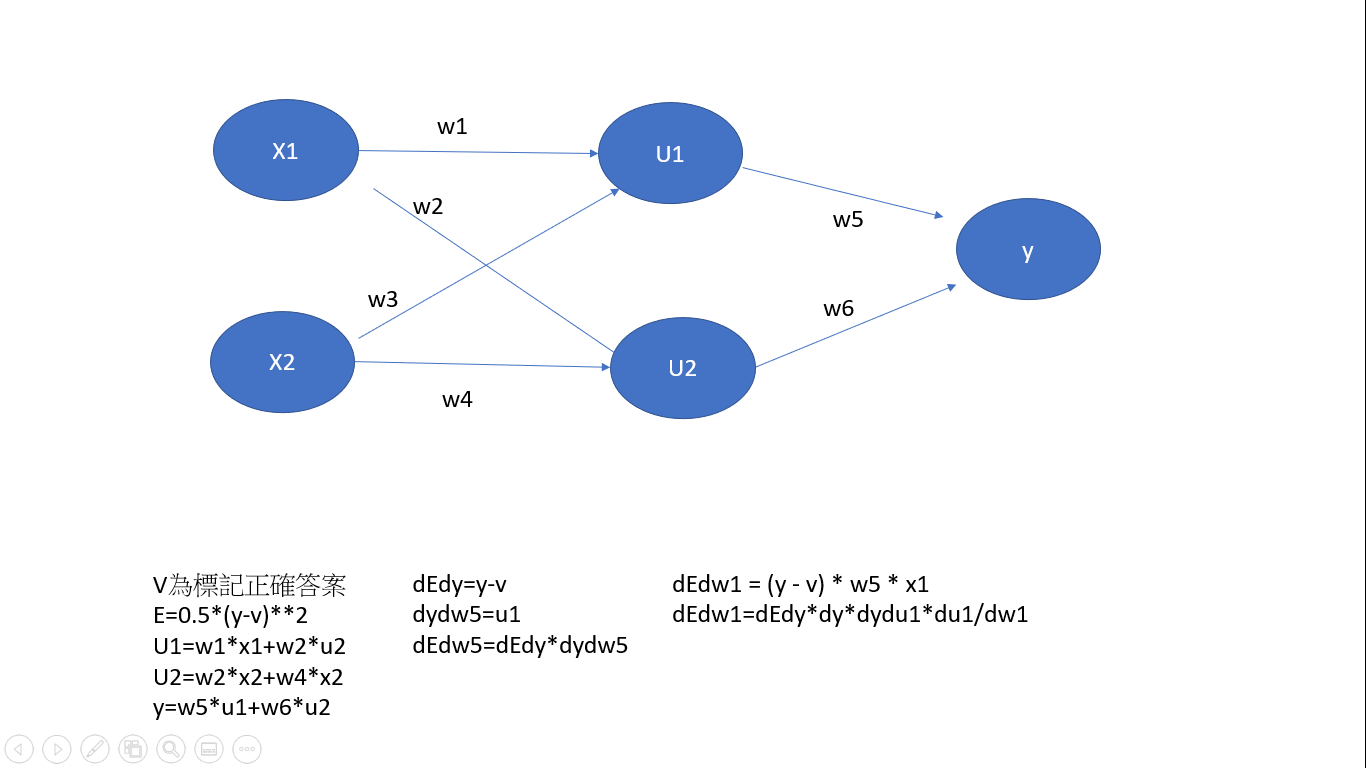 X1
w1
U1
w2
w5
y
w3
w6
X2
U2
w4
V為標記正確答案
E=0.5*(y-v)**2
U1=w1*x1+w2*u2
U2=w2*x2+w4*x2
y=w5*u1+w6*u2
dEdy=y-v
dydw5=u1
dEdw5=dEdy*dydw5
dEdw1 = (y - v) * w5 * x1
dEdw1=dEdy*dy*dydu1*du1/dw1